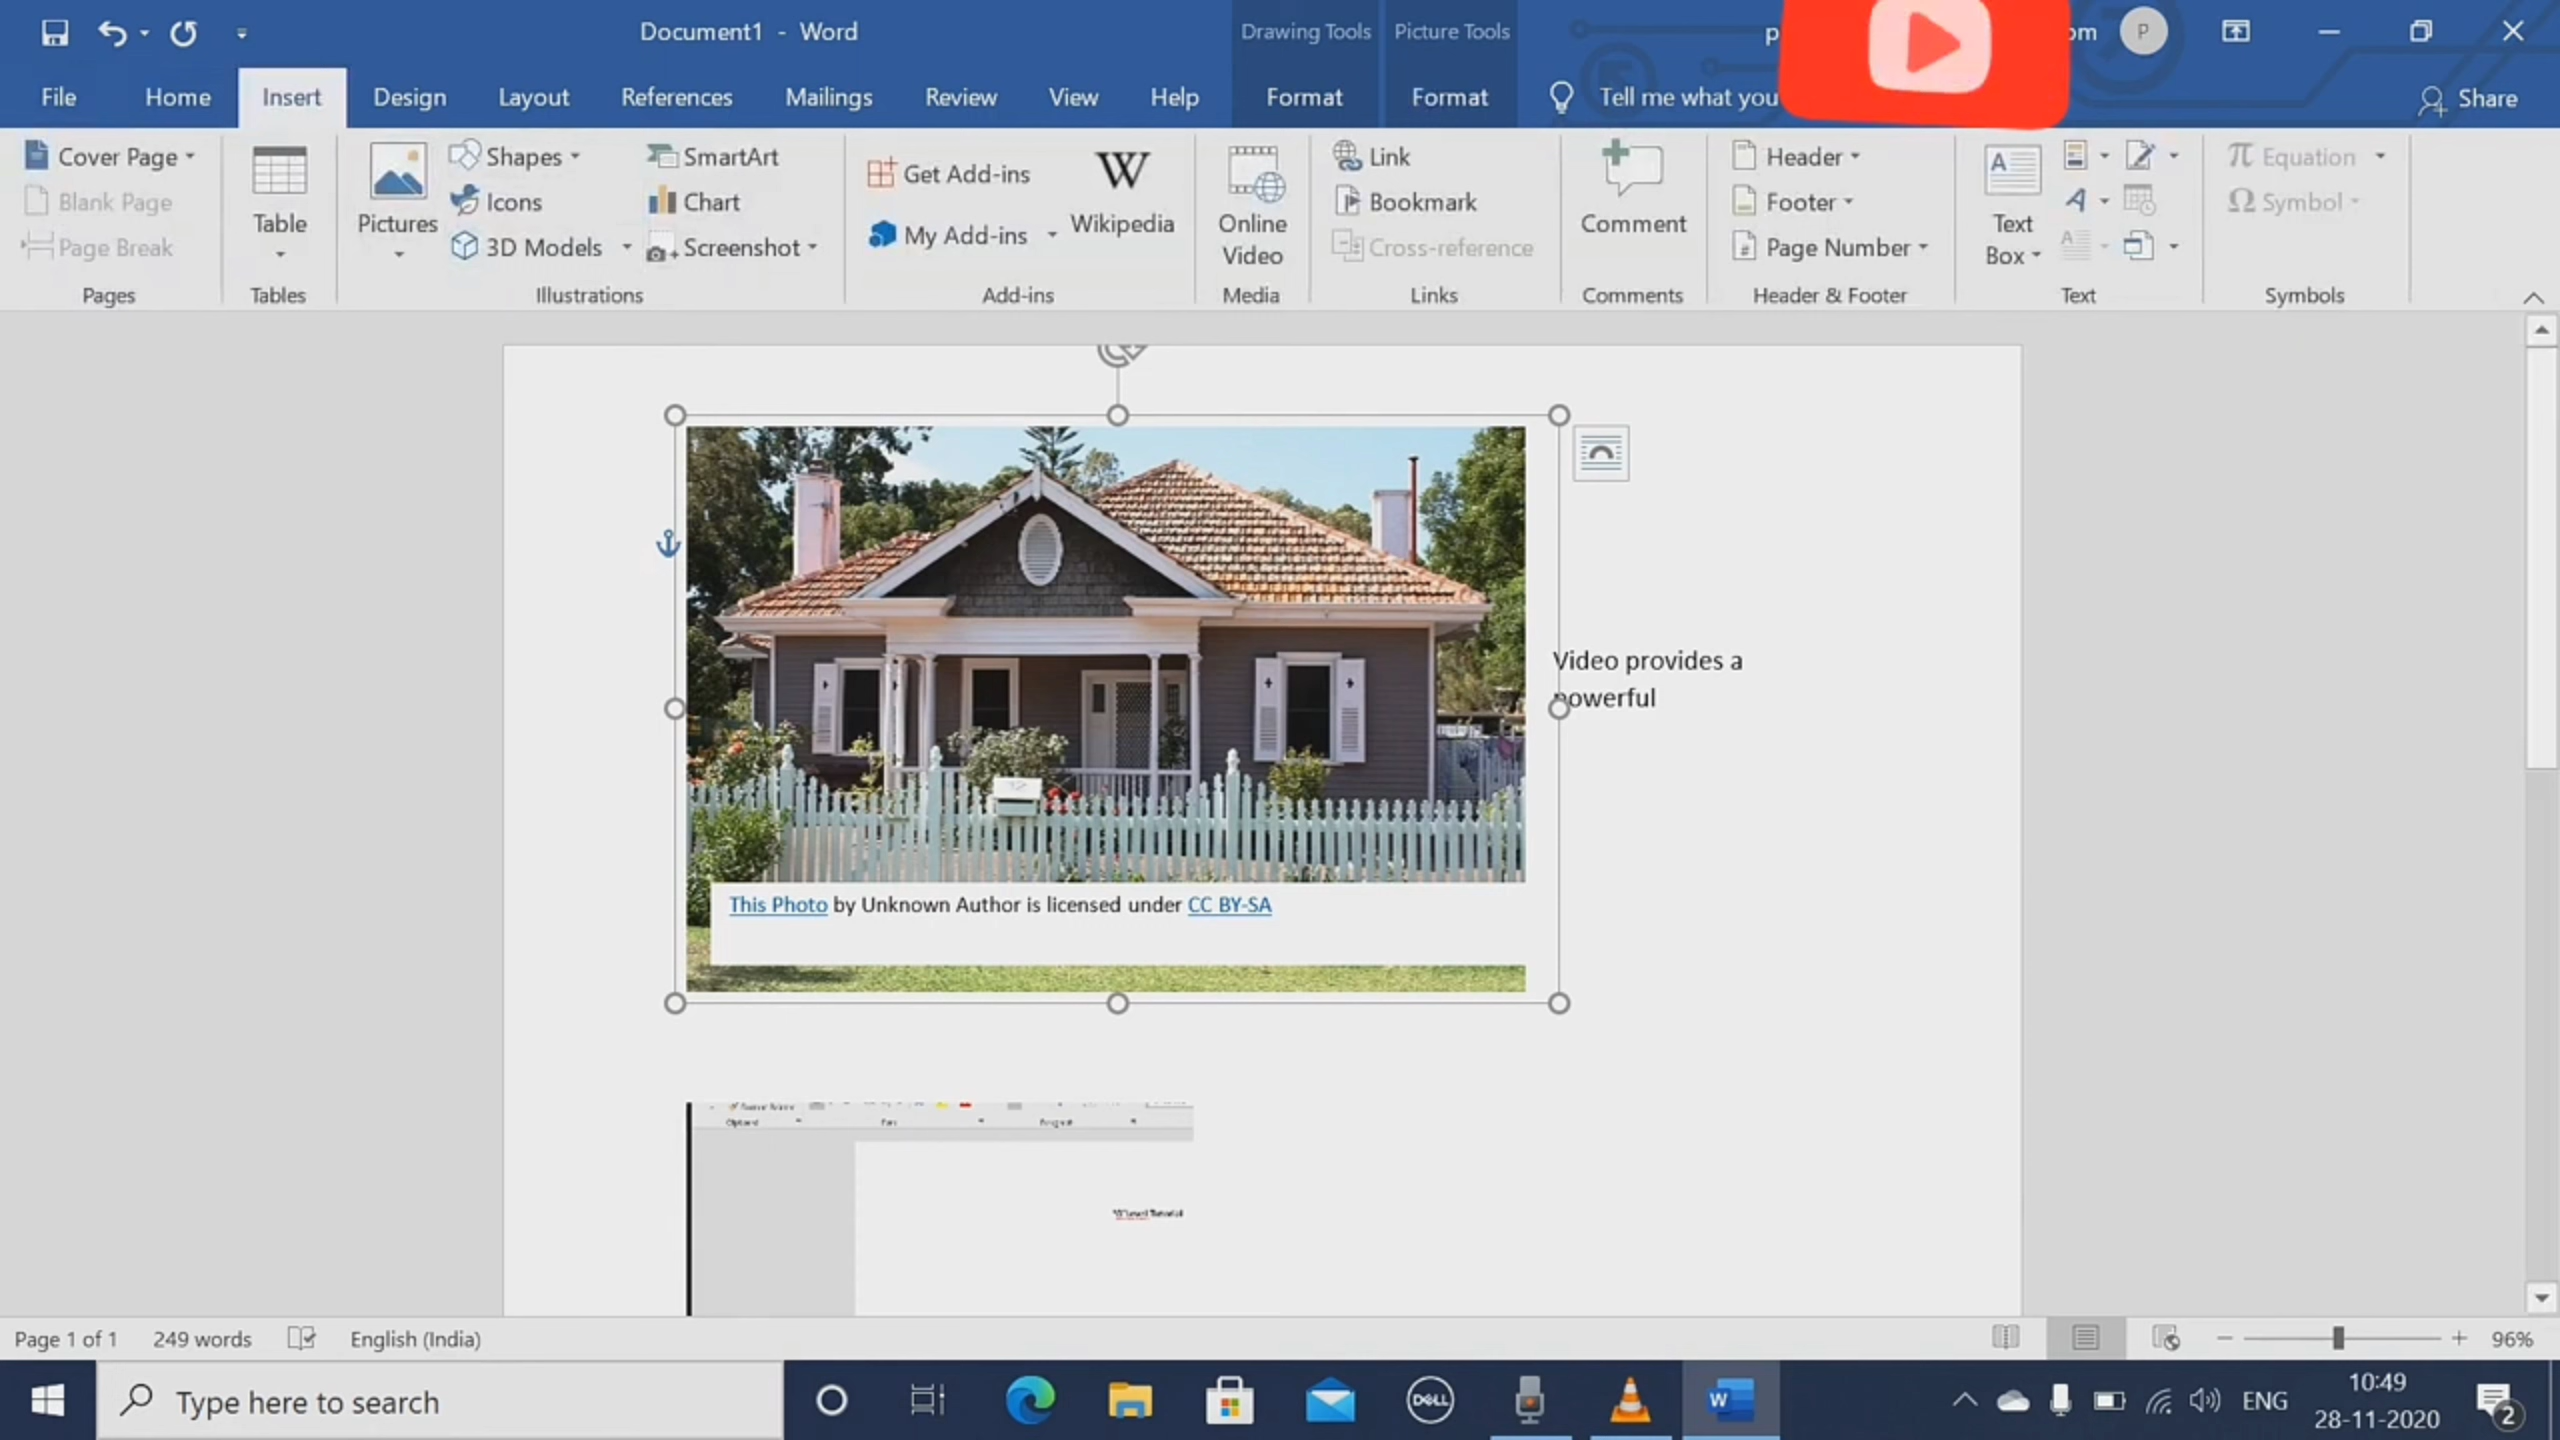 Document1 - Word
Drawing Tools
Picture Tools
p
om
P
File
Home
Insert
Design
Layout
References
Mailings
Review
View
Help
Format
Format
Tell me what you
Share
Cover Page
Blank Page
Page Break
Pages
Table
Tables
Pictures
Shapes
Icons
3D Models
SmartArt
Chart
Screenshot
Illustrations
Get Add-ins
My Add-ins
W
Wikipedia
Add-ins
Online
Video
Media
Link
Bookmark
Cross-reference
Links
Comment
Comments
Header
Footer
Page Number
Header & Footer
Text
Box
Text
π Equation
Ω Symbol
Symbols
Video provides a
powerful
This Photo by Unknown Author is licensed under CC BY-SA
Page 1 of 1
249 words
English (India)
96%
Type here to search
DELL
W
ENG
10:49
28-11-2020
2